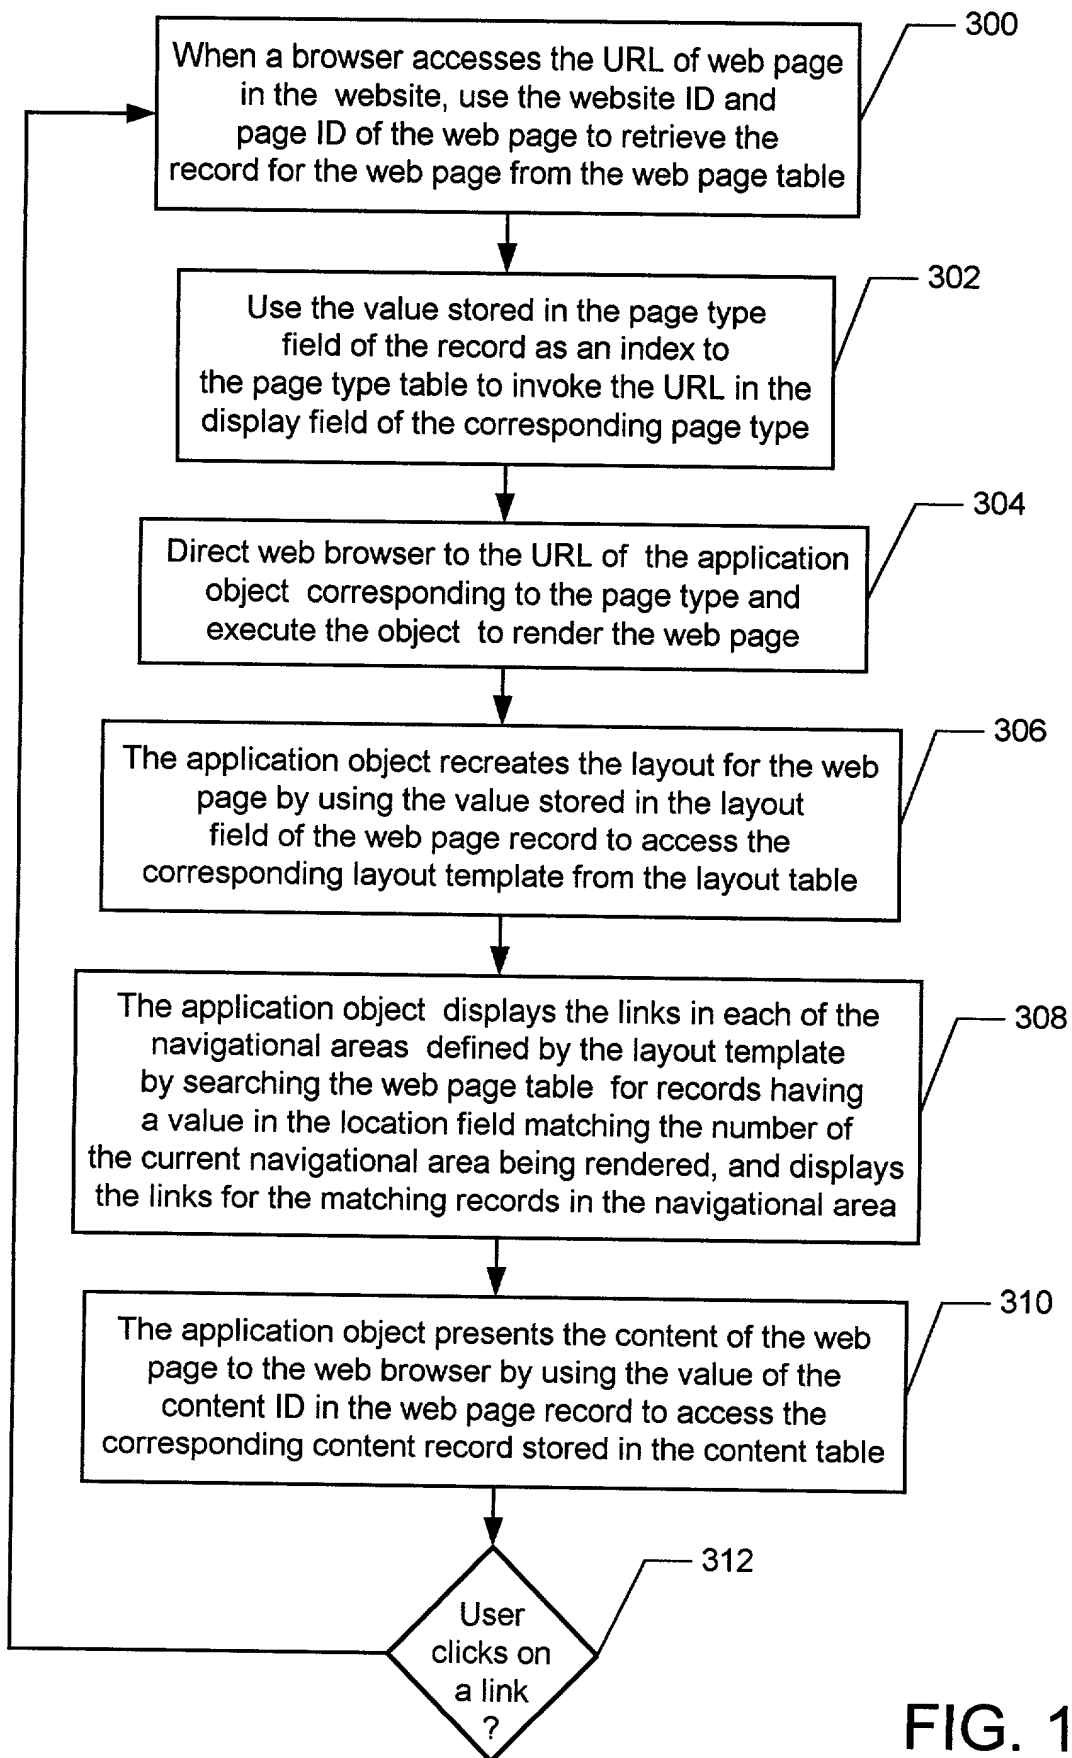 300
When a browser accesses the URL of web page
in the website, use the website ID and
page ID of the web page to retrieve the
record for the web page from the web page table
302
Use the value stored in the page type
field of the record as an index to
the page type table to invoke the URL in the
display field of the corresponding page type
304
Direct web browser to the URL of the application
object corresponding to the page type and
execute the object to render the web page
306
The application object recreates the layout for the web
page by using the value stored in the layout
field of the web page record to access the
corresponding layout template from the layout table
308
The application object displays the links in each of the
navigational areas defined by the layout template
by searching the web page table for records having
a value in the location field matching the number of
the current navigational area being rendered, and displays
the links for the matching records in the navigational area
310
The application object presents the content of the web
page to the web browser by using the value of the
content ID in the web page record to access the
corresponding content record stored in the content table
312
User
clicks on
a link
?
FIG. 1